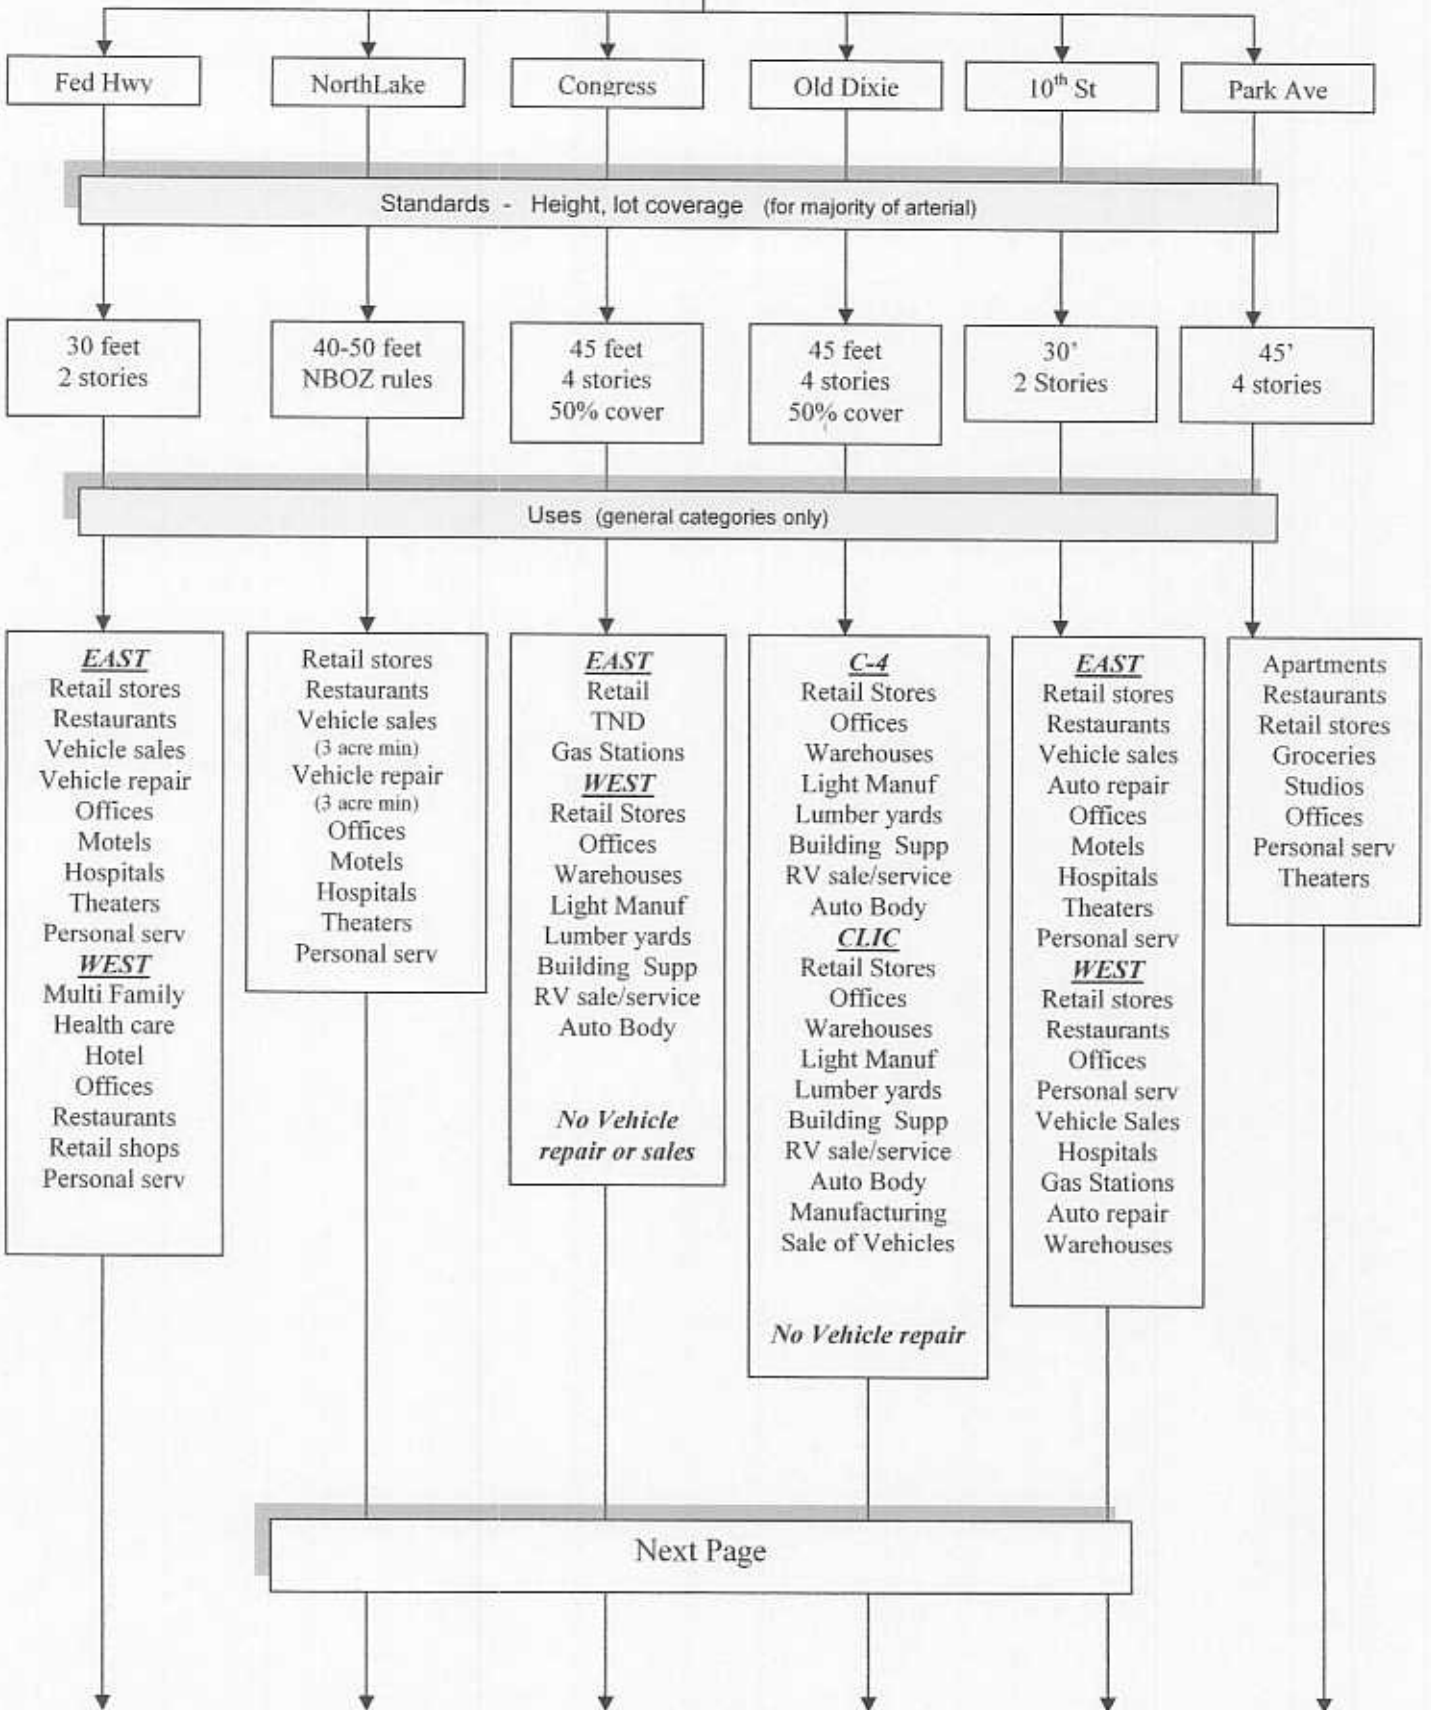 Fed Hwy
NorthLake
Congress
Old Dixie
10th St
Park Ave
Standards - Height, lot coverage (for majority of arterial)
30 feet
2 stories
40-50 feet
NBOZ rules
45 feet
4 stories
50% cover
45 feet
4 stories
50% cover
30’
2 Stories
45’
4 stories
Uses (general categories only)
EAST
Retail stores
Restaurants
Vehicle sales
Vehicle repair
Offices
Motels
Hospitals
Theaters
Personal serv
WEST
Multi Family
Health care
Hotel
Offices
Restaurants
Retail shops
Personal serv
Retail stores
Restaurants
Vehicle sales
(3 acre min)
Vehicle repair
(3 acre min)
Offices
Motels
Hospitals
Theaters
Personal serv
EAST
Retail
TND
Gas Stations
WEST
Retail Stores
Offices
Warehouses
Light Manuf
Lumber yards
Building Supp
RV sale/service
Auto Body
No Vehicle
repair or sales
C-4
Retail Stores
Offices
Warehouses
Light Manuf
Lumber yards
Building Supp
RV sale/service
Auto Body
CLIC
Retail Stores
Offices
Warehouses
Light Manuf
Lumber yards
Building Supp
RV sale/service
Auto Body
Manufacturing
Sale of Vehicles
No Vehicle repair
EAST
Retail stores
Restaurants
Vehicle sales
Auto repair
Offices
Motels
Hospitals
Theaters
Personal serv
WEST
Retail stores
Restaurants
Offices
Personal serv
Vehicle Sales
Hospitals
Gas Stations
Auto repair
Warehouses
Apartments
Restaurants
Retail stores
Groceries
Studios
Offices
Personal serv
Theaters
Next Page